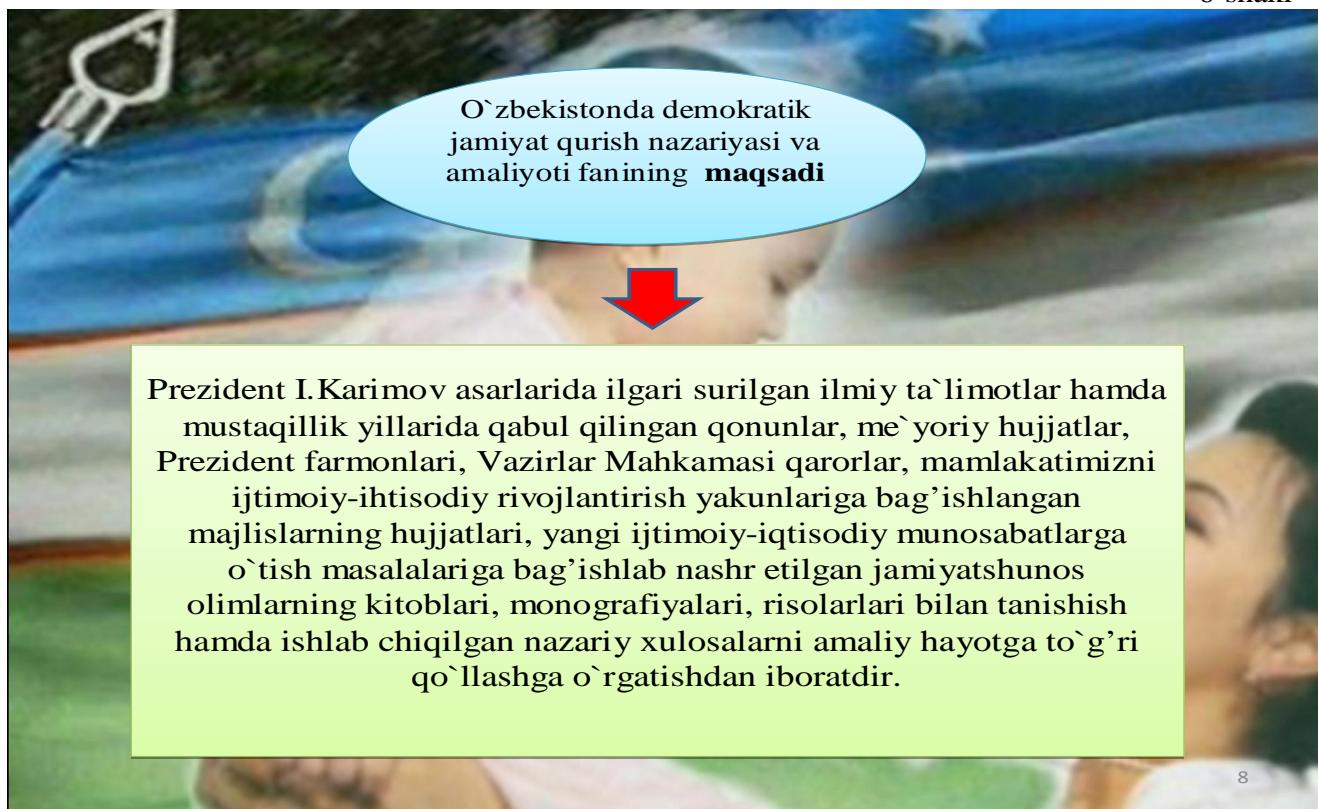 O`zbekistonda demokratik
jamiyat qurish nazariyasi va
amaliyoti fanining maqsadi
Prezident I.Karimov asarlarida ilgari surilgan ilmiy ta`limotlar hamda
mustaqillik yillarida qabul qilingan qonunlar, me`yoriy hujjatlar,
Prezident farmonlari, Vazirlar Mahkamasi qarorlar, mamlakatimizni
ijtimoiy-ihtisodiy rivojlantirish yakunlariga bag’ishlangan
majlislarning hujjatlari, yangi ijtimoiy-iqtisodiy munosabatlarga
o`tish masalalariga bag’ishlab nashr etilgan jamiyatshunos
olimlarning kitoblari, monografiyalari, risolarlari bilan tanishish
hamda ishlab chiqilgan nazariy xulosalarni amaliy hayotga to`g’ri
qo`llashga o`rgatishdan iboratdir.
8